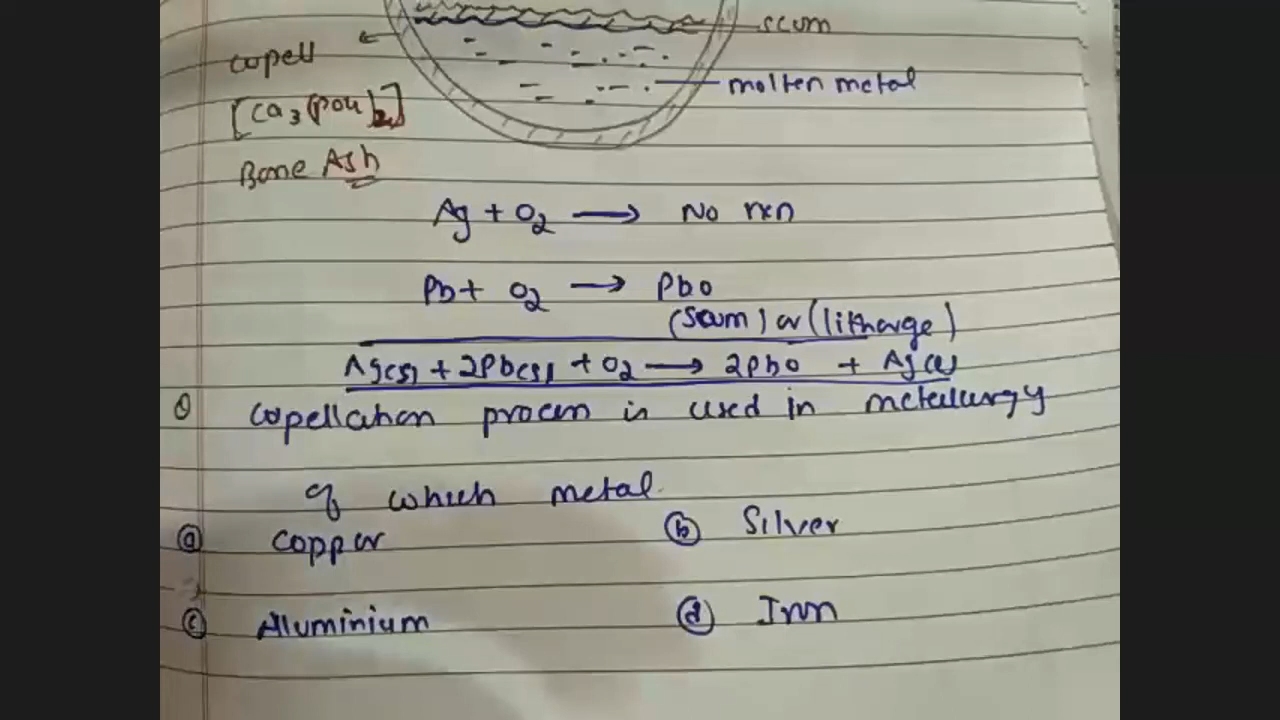 scum
copell
molten metal
[Ca3(PO4)2]
Bone Ash
Ag + O2 → No rxn
Pb + O2 → PbO
(Scum) or (litharge)
Ag(s) + 2Pb(s) + O2 → 2PbO + Ag(s)
Q copellation process is used in metallurgy
of which metal.
(a) Copper
(b) Silver
(c) Aluminium
(d) Iron